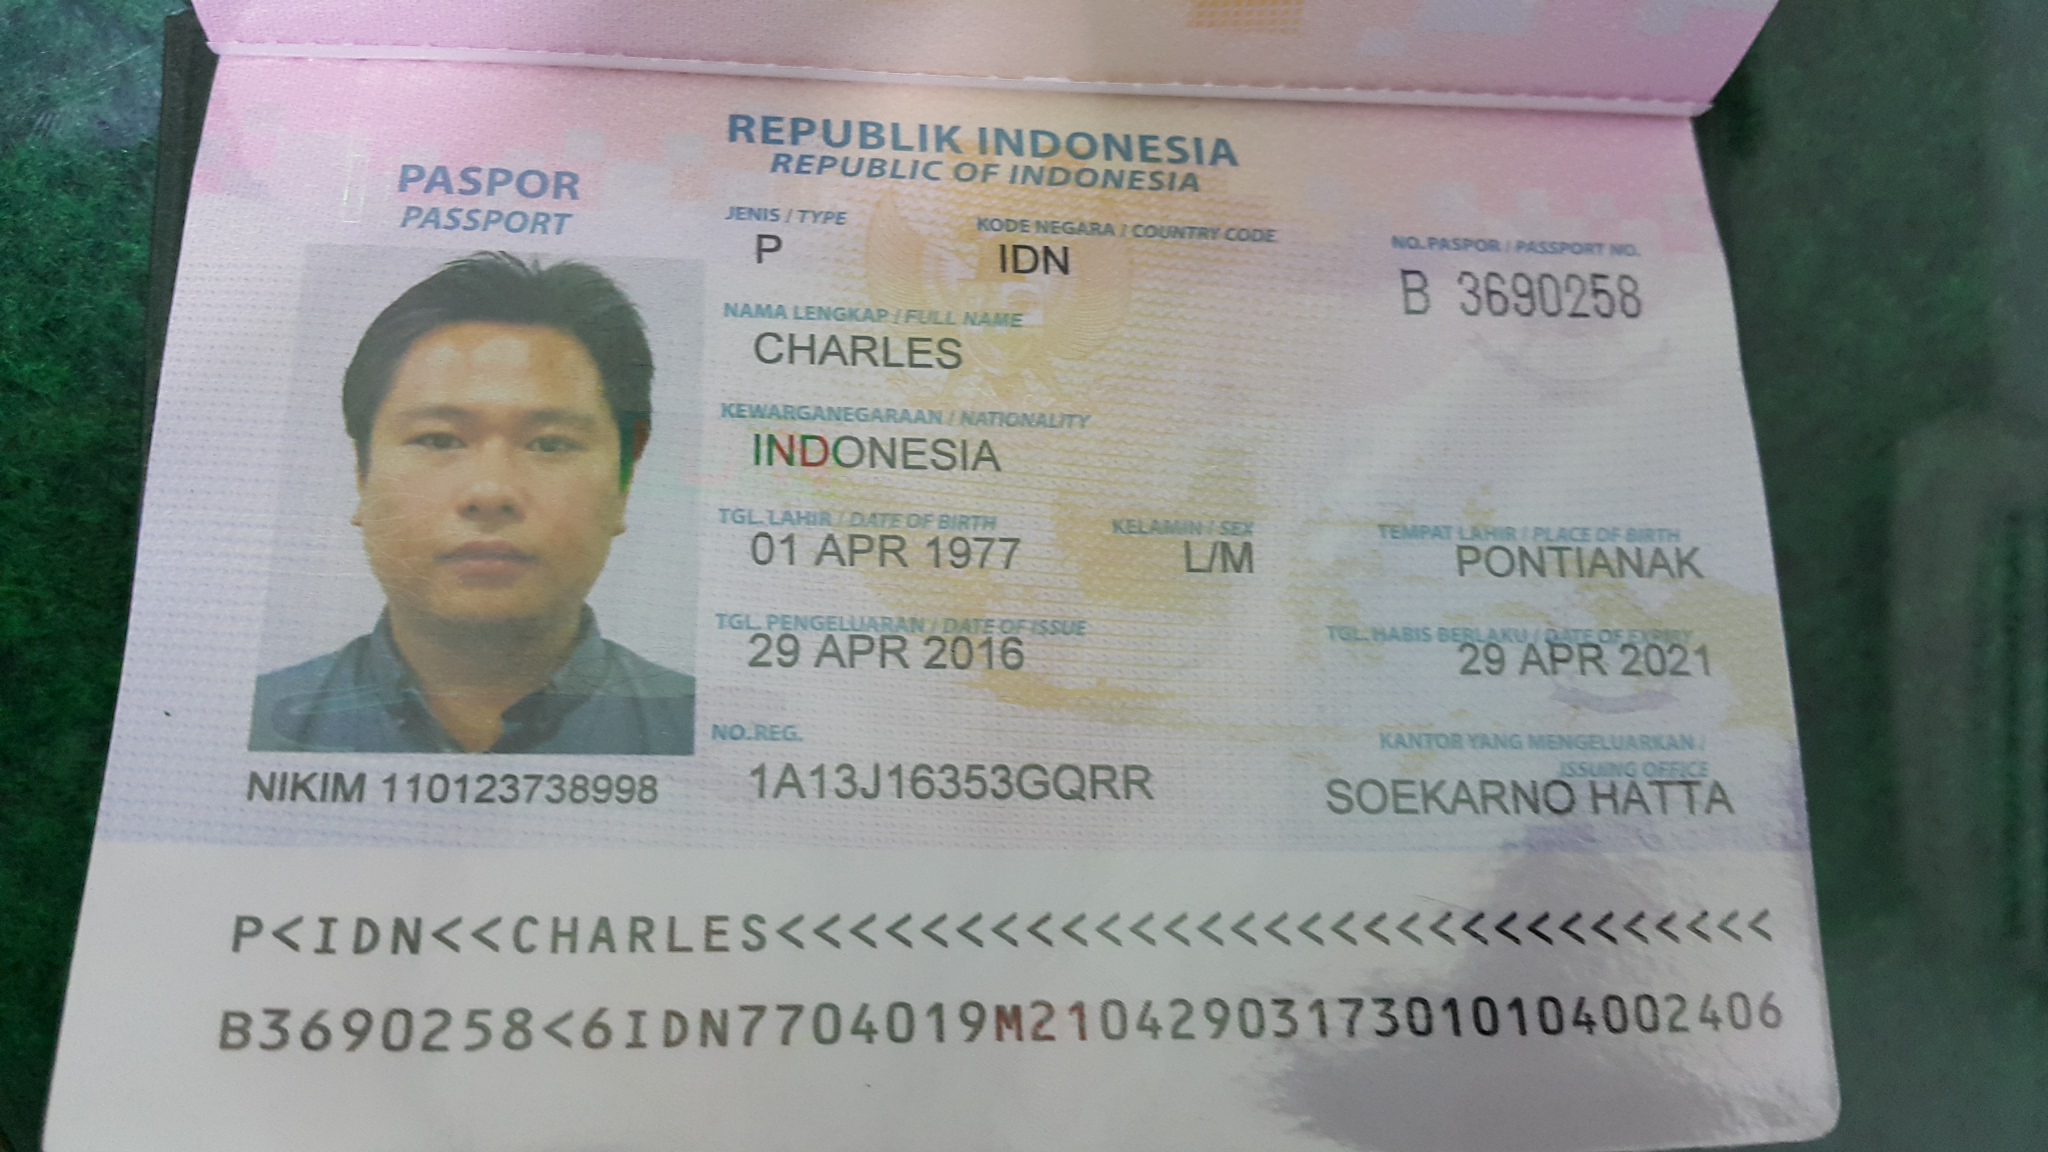 REPUBLIK INDONESIA
REPUBLIC OF INDONESIA
PASPOR
PASSPORT
JENIS / TYPE
KODE NEGARA / COUNTRY CODE
NO. PASPOR / PASSPORT NO.
P
IDN
B 3690258
NAMA LENGKAP / FULL NAME
CHARLES
KEWARGANEGARAAN / NATIONALITY
INDONESIA
TGL. LAHIR / DATE OF BIRTH
KELAMIN / SEX
TEMPAT LAHIR / PLACE OF BIRTH
01 APR 1977
L/M
PONTIANAK
TGL. PENGELUARAN / DATE OF ISSUE
TGL. HABIS BERLAKU / DATE OF EXPIRY
29 APR 2016
29 APR 2021
NO. REG.
KANTOR YANG MENGELUARKAN /
ISSUING OFFICE
NIKIM 110123738998
1A13J16353GQRR
SOEKARNO HATTA
P<IDN<<CHARLES<<<<<<<<<<<<<<<<<<<<<<<<<<<<<<
B3690258<6IDN7704019M2104290317301010400​2406